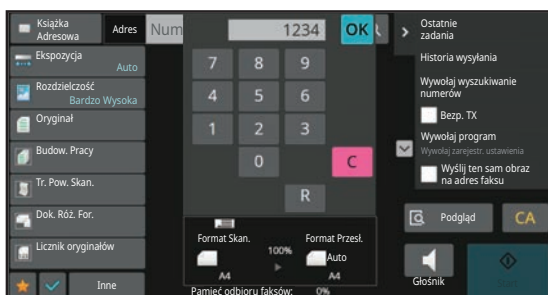 Książka
Adresowa
Adres
Num
1234
OK
Ostatnie
zadania
Ekspozycja
Auto
Historia wysyłania
Rozdzielczość
Bardzo Wysoka
Wywołaj wyszukiwanie
numerów
Bezp. TX
Oryginał
Wywołaj program
Wywołaj zarejestr. ustawienia
Budow. Pracy
Wyślij ten sam obraz
na adres faksu
Tr. Pow. Skan.
Dok. Róż. For.
Licznik oryginałów
Inne
7 8 9
4 5 6
1 2 3
0 C
R
Format Skan.
Format Przesł.
100%
Auto
A4
A4
Pamięć odbioru faksów: 0%
Podgląd
CA
Głośnik
Start